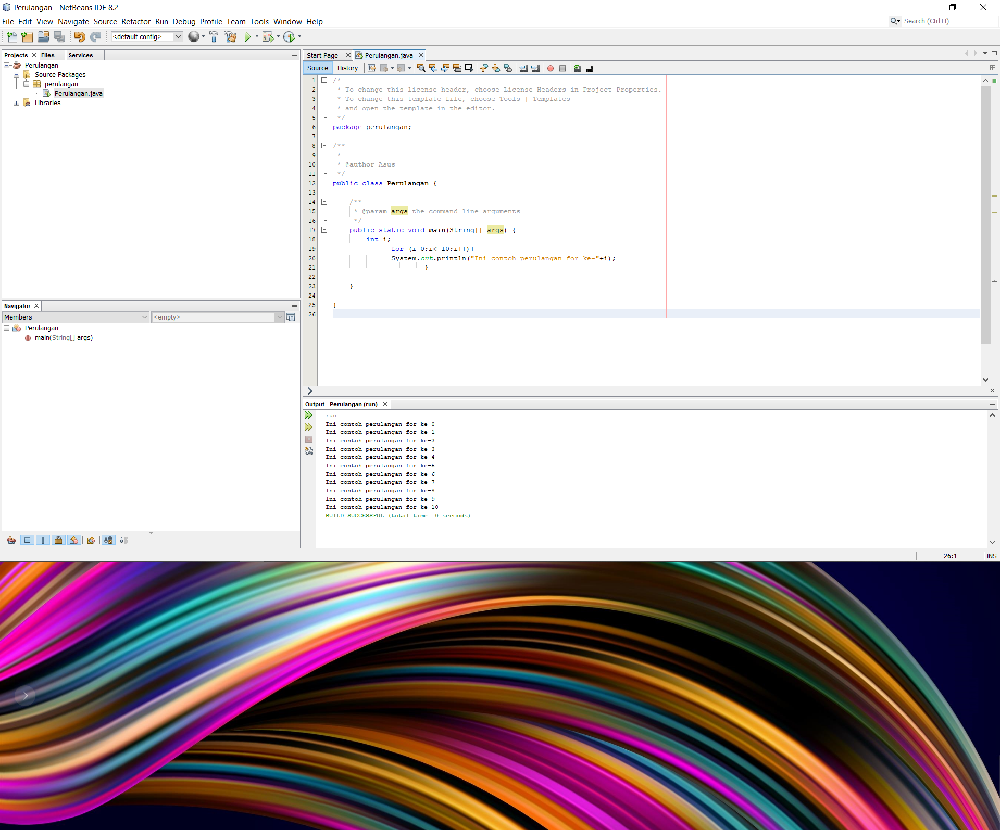 Perulangan - NetBeans IDE 8.2
File Edit View Navigate Source Refactor Run Debug Profile Team Tools Window Help
Search (Ctrl+I)
<default config>
Projects Files Services
Perulangan
Source Packages
perulangan
Perulangan.java
Libraries
Navigator
Members
<empty>
Perulangan
main(String[] args)
Start Page Perulangan.java
Source History
1 /*
2 * To change this license header, choose License Headers in Project Properties.
3 * To change this template file, choose Tools | Templates
4 * and open the template in the editor.
5 */
6 package perulangan;
7
8 /**
9 *
10 * @author Asus
11 */
12 public class Perulangan {
13
14 /**
15 * @param args the command line arguments
16 */
17 public static void main(String[] args) {
18 int i;
19 for (i=0;i<=10;i++){
20 System.out.println("Ini contoh perulangan for ke-"+i);
21 }
22
23 }
24
25 }
26
Output - Perulangan (run)
run:
Ini contoh perulangan for ke-0
Ini contoh perulangan for ke-1
Ini contoh perulangan for ke-2
Ini contoh perulangan for ke-3
Ini contoh perulangan for ke-4
Ini contoh perulangan for ke-5
Ini contoh perulangan for ke-6
Ini contoh perulangan for ke-7
Ini contoh perulangan for ke-8
Ini contoh perulangan for ke-9
Ini contoh perulangan for ke-10
BUILD SUCCESSFUL (total time: 0 seconds)
26:1 INS